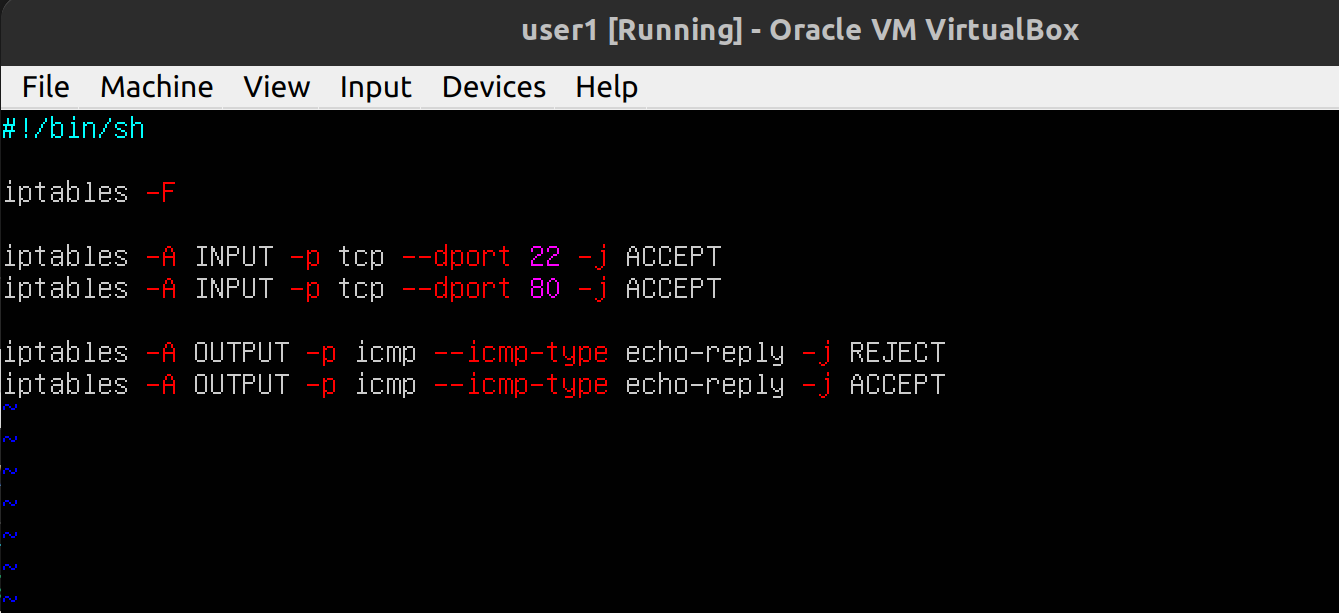 user1 [Running] - Oracle VM VirtualBox
File Machine View Input Devices Help
#!/bin/sh
iptables -F
iptables -A INPUT -p tcp --dport 22 -j ACCEPT
iptables -A INPUT -p tcp --dport 80 -j ACCEPT
iptables -A OUTPUT -p icmp --icmp-type echo-reply -j REJECT
iptables -A OUTPUT -p icmp --icmp-type echo-reply -j ACCEPT
~
~
~
~
~
~
~